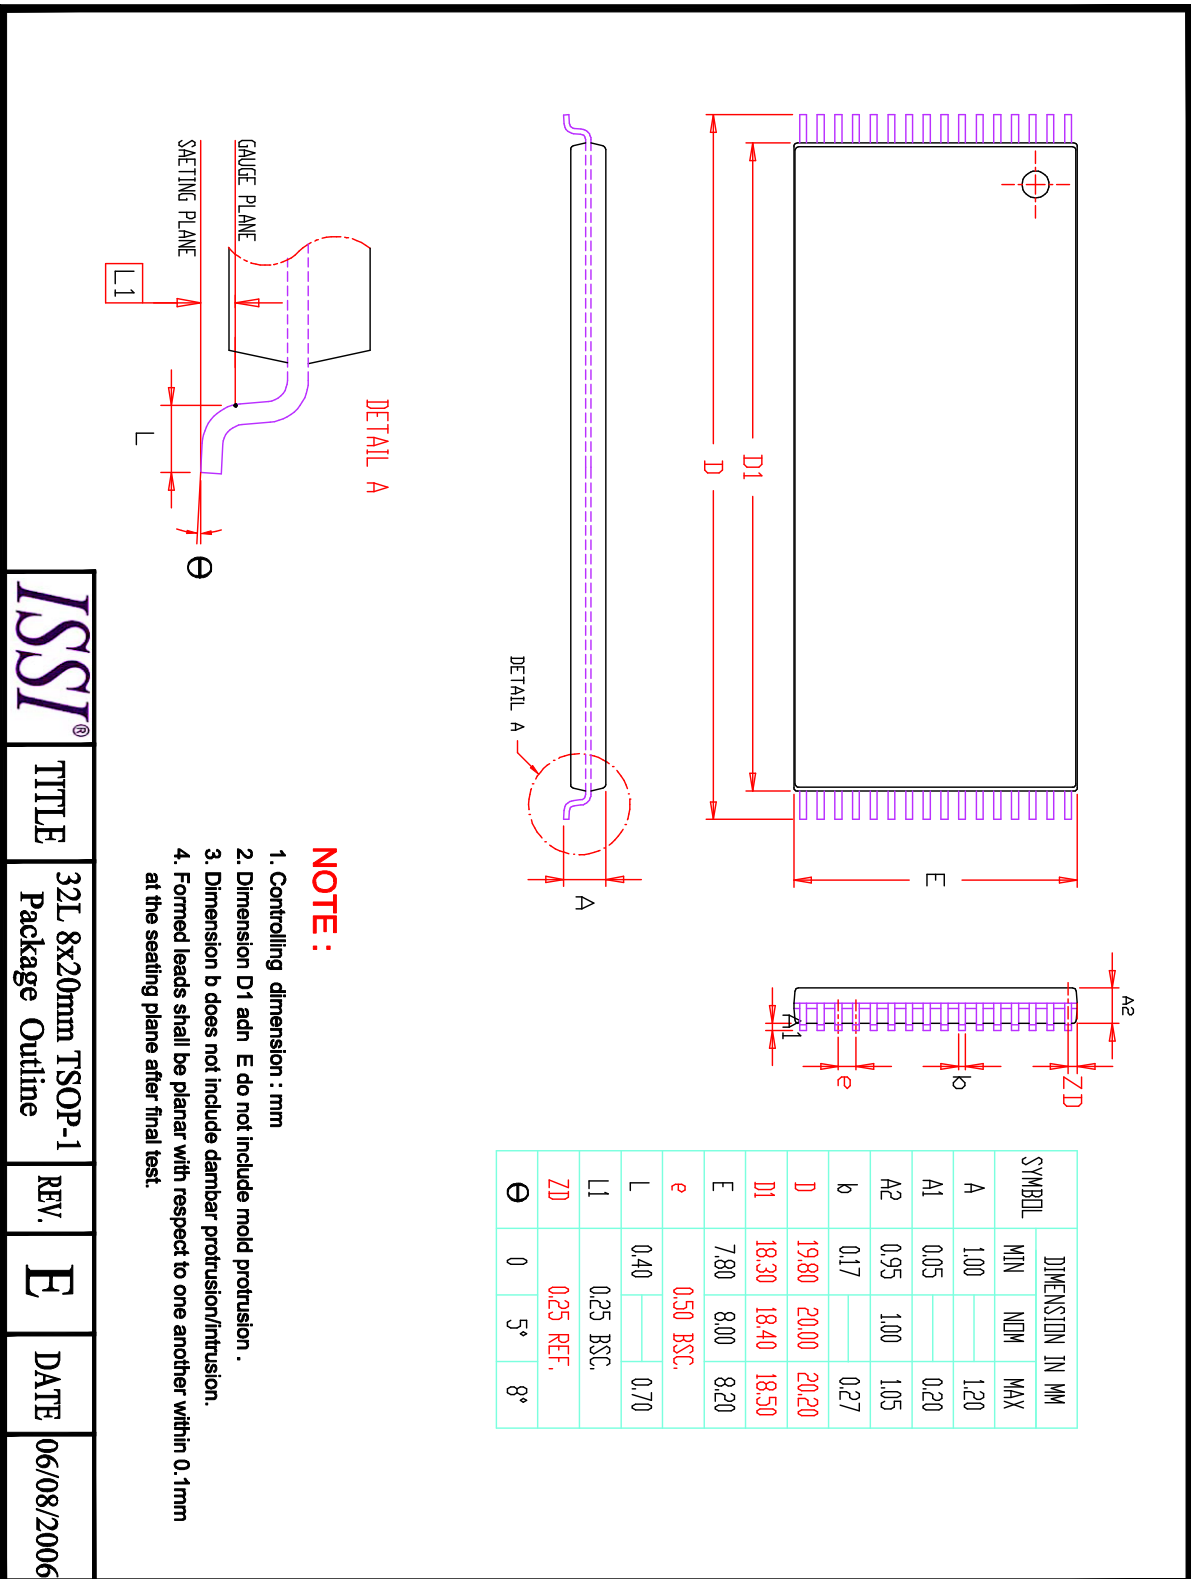 D
D1
E
A
DETAIL A
A2
A1
e
b
ZD
GAUGE PLANE
SAETING PLANE
L1
L
DETAIL A
Θ
SYMBOL DIMENSION IN MM
MIN NOM MAX
A 1.00 1.20
A1 0.05 0.20
A2 0.95 1.00 1.05
b 0.17 0.27
D 19.80 20.00 20.20
D1 18.30 18.40 18.50
E 7.80 8.00 8.20
e 0.50 BSC.
L 0.40 0.70
L1 0.25 BSC.
ZD 0.25 REF.
Θ 0 5° 8°
NOTE :
1. Controlling dimension : mm
2. Dimension D1 adn E do not include mold protrusion .
3. Dimension b does not include dambar protrusion/intrusion.
4. Formed leads shall be planar with respect to one another within 0.1mm
at the seating plane after final test.
ISSI®
TITLE
32L 8x20mm TSOP-1
Package Outline
REV.
E
DATE
06/08/2006